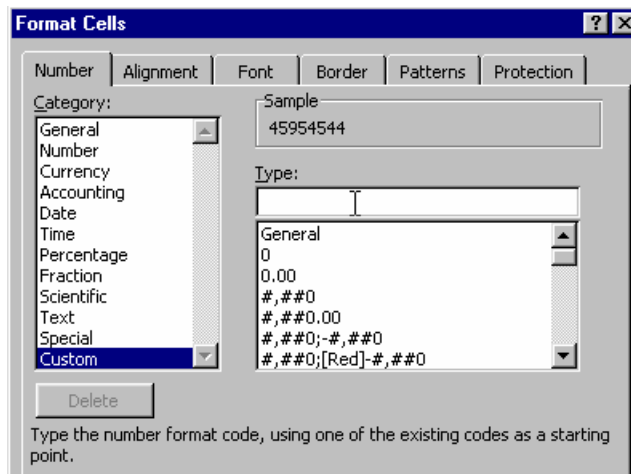 Format Cells
Number Alignment Font Border Patterns Protection
Category:
General
Number
Currency
Accounting
Date
Time
Percentage
Fraction
Scientific
Text
Special
Custom
Delete
Sample
45954544
Type:
General
0
0.00
#,##0
#,##0.00
#,##0;-#,##0
#,##0;[Red]-#,##0
Type the number format code, using one of the existing codes as a starting
point.